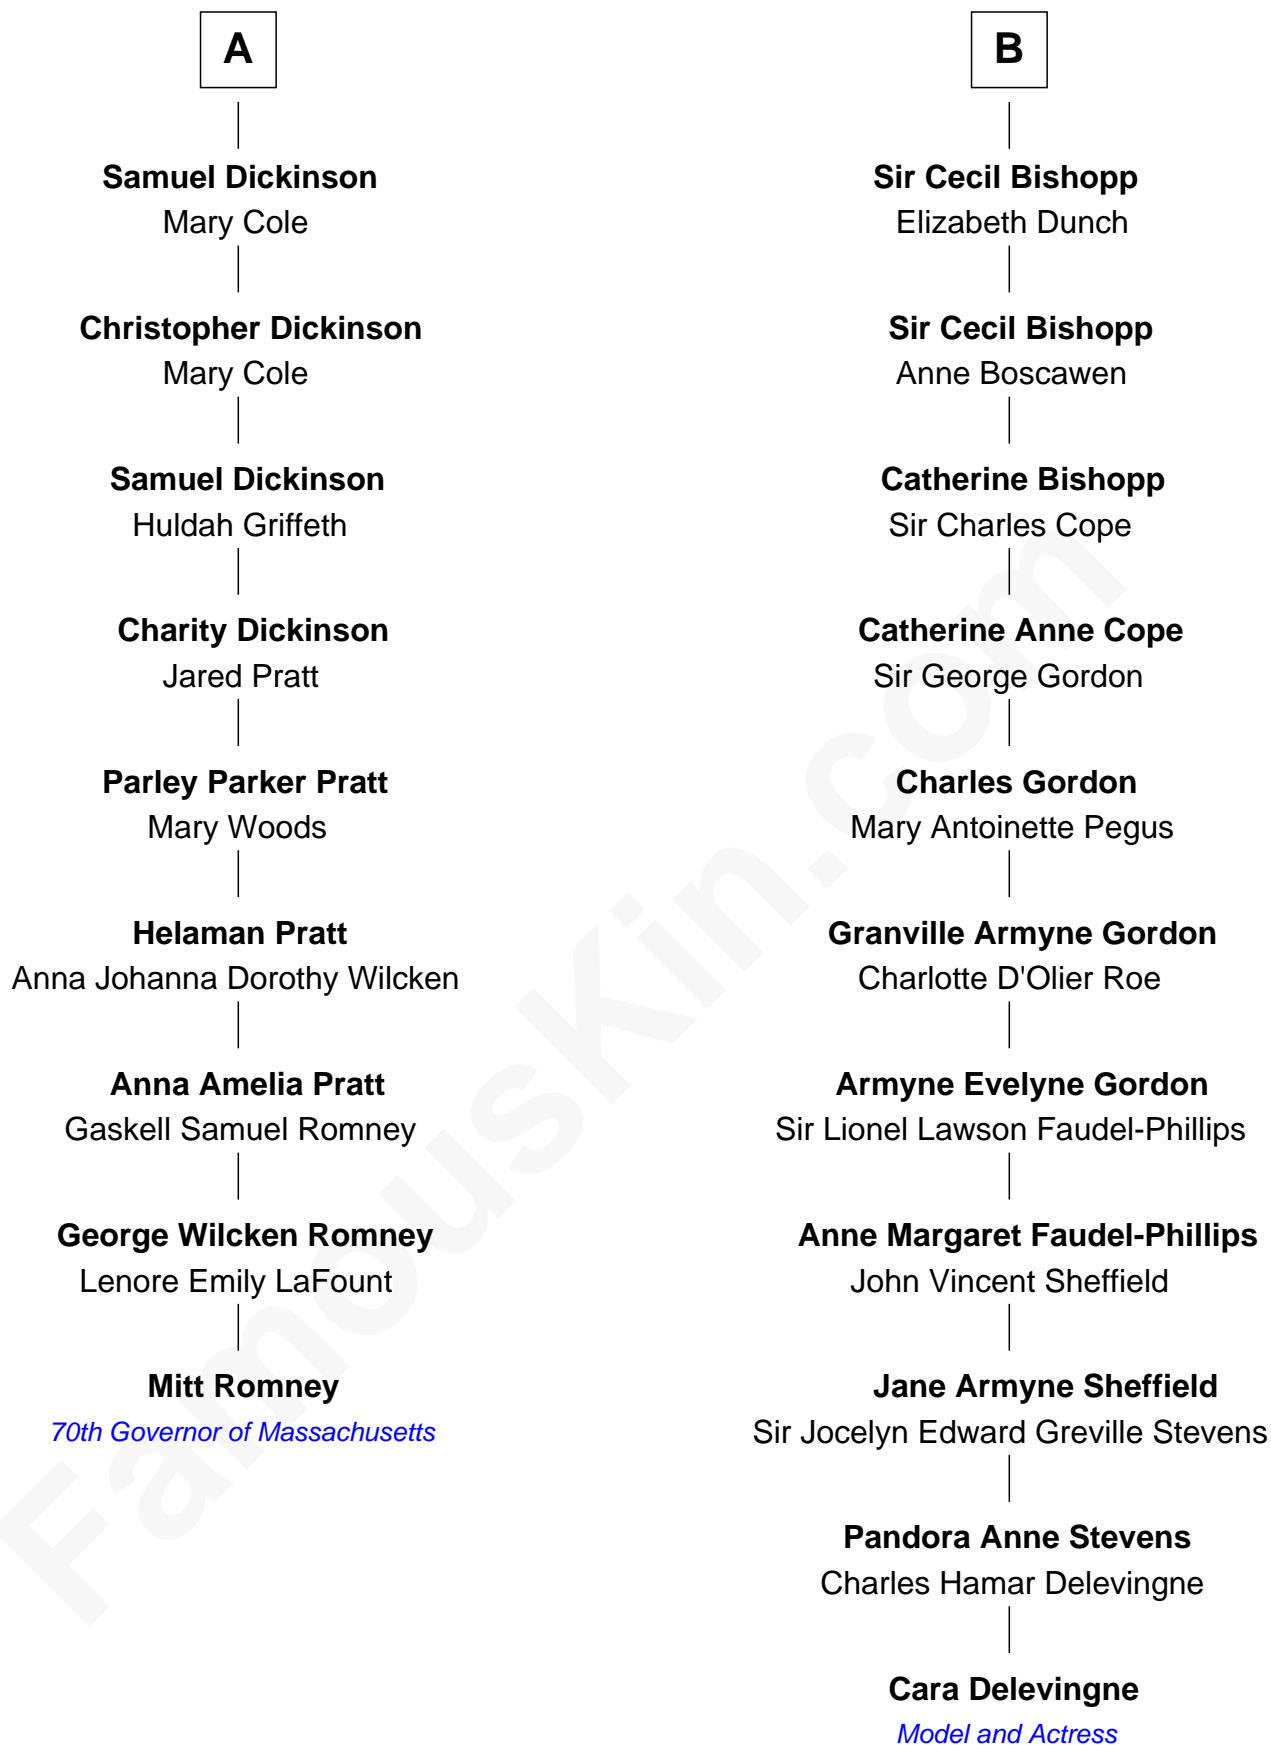 A
Samuel Dickinson
Mary Cole
Christopher Dickinson
Mary Cole
Samuel Dickinson
Huldah Griffeth
Charity Dickinson
Jared Pratt
Parley Parker Pratt
Mary Woods
Helaman Pratt
Anna Johanna Dorothy Wilcken
Anna Amelia Pratt
Gaskell Samuel Romney
George Wilcken Romney
Lenore Emily LaFount
Mitt Romney
70th Governor of Massachusetts
B
Sir Cecil Bishopp
Elizabeth Dunch
Sir Cecil Bishopp
Anne Boscawen
Catherine Bishopp
Sir Charles Cope
Catherine Anne Cope
Sir George Gordon
Charles Gordon
Mary Antoinette Pegus
Granville Armyne Gordon
Charlotte D'Olier Roe
Armyne Evelyne Gordon
Sir Lionel Lawson Faudel-Phillips
Anne Margaret Faudel-Phillips
John Vincent Sheffield
Jane Armyne Sheffield
Sir Jocelyn Edward Greville Stevens
Pandora Anne Stevens
Charles Hamar Delevingne
Cara Delevingne
Model and Actress
FamousKin.com